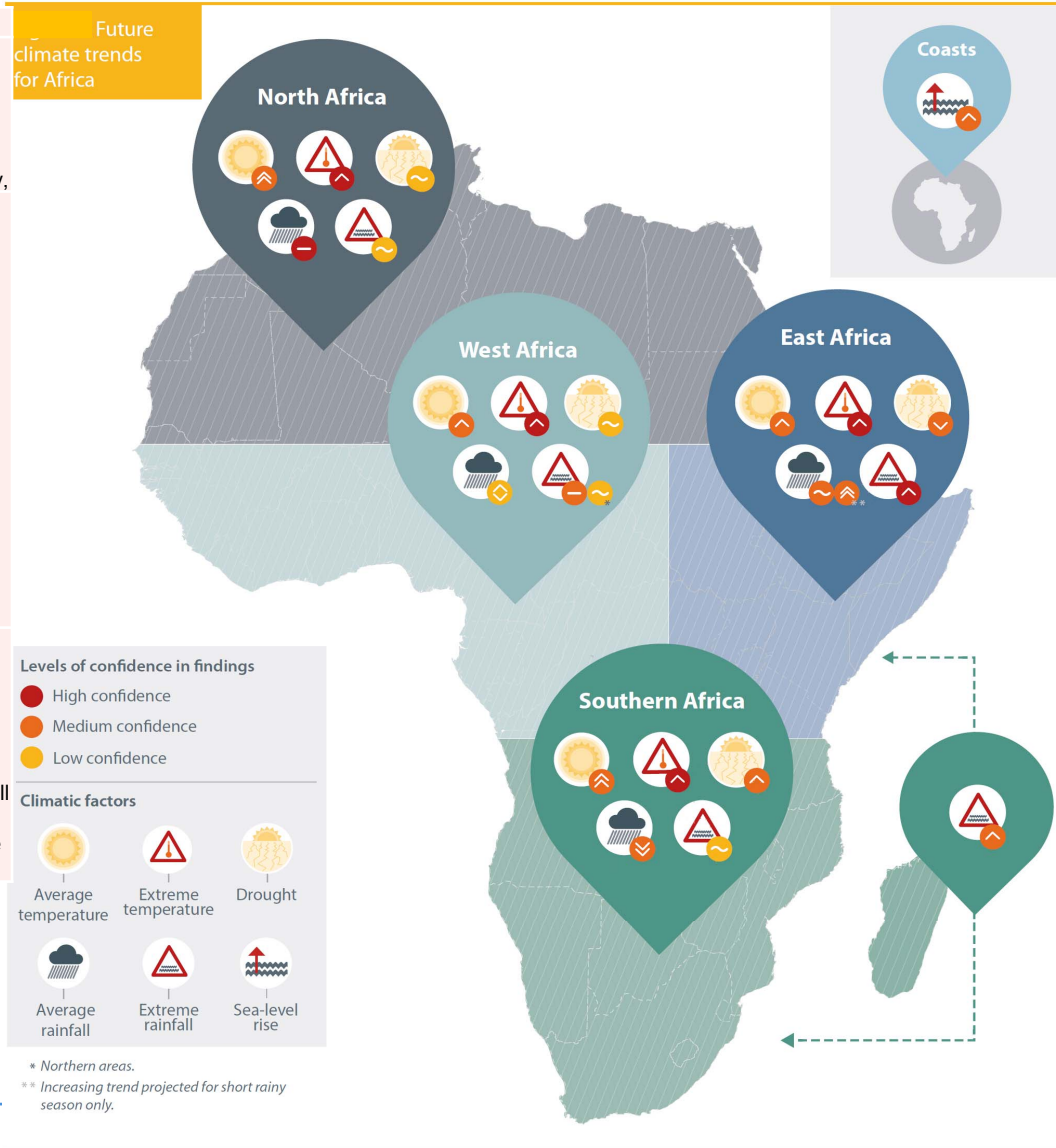 Future
climate trends
for Africa
Coasts
North Africa
West Africa
East Africa
Southern Africa
Levels of confidence in findings
High confidence
Medium confidence
Low confidence
Climatic factors
Average
temperature
Extreme
temperature
Drought
Average
rainfall
Extreme
rainfall
Sea-level
rise
* Northern areas.
** Increasing trend projected for short rainy
season only.